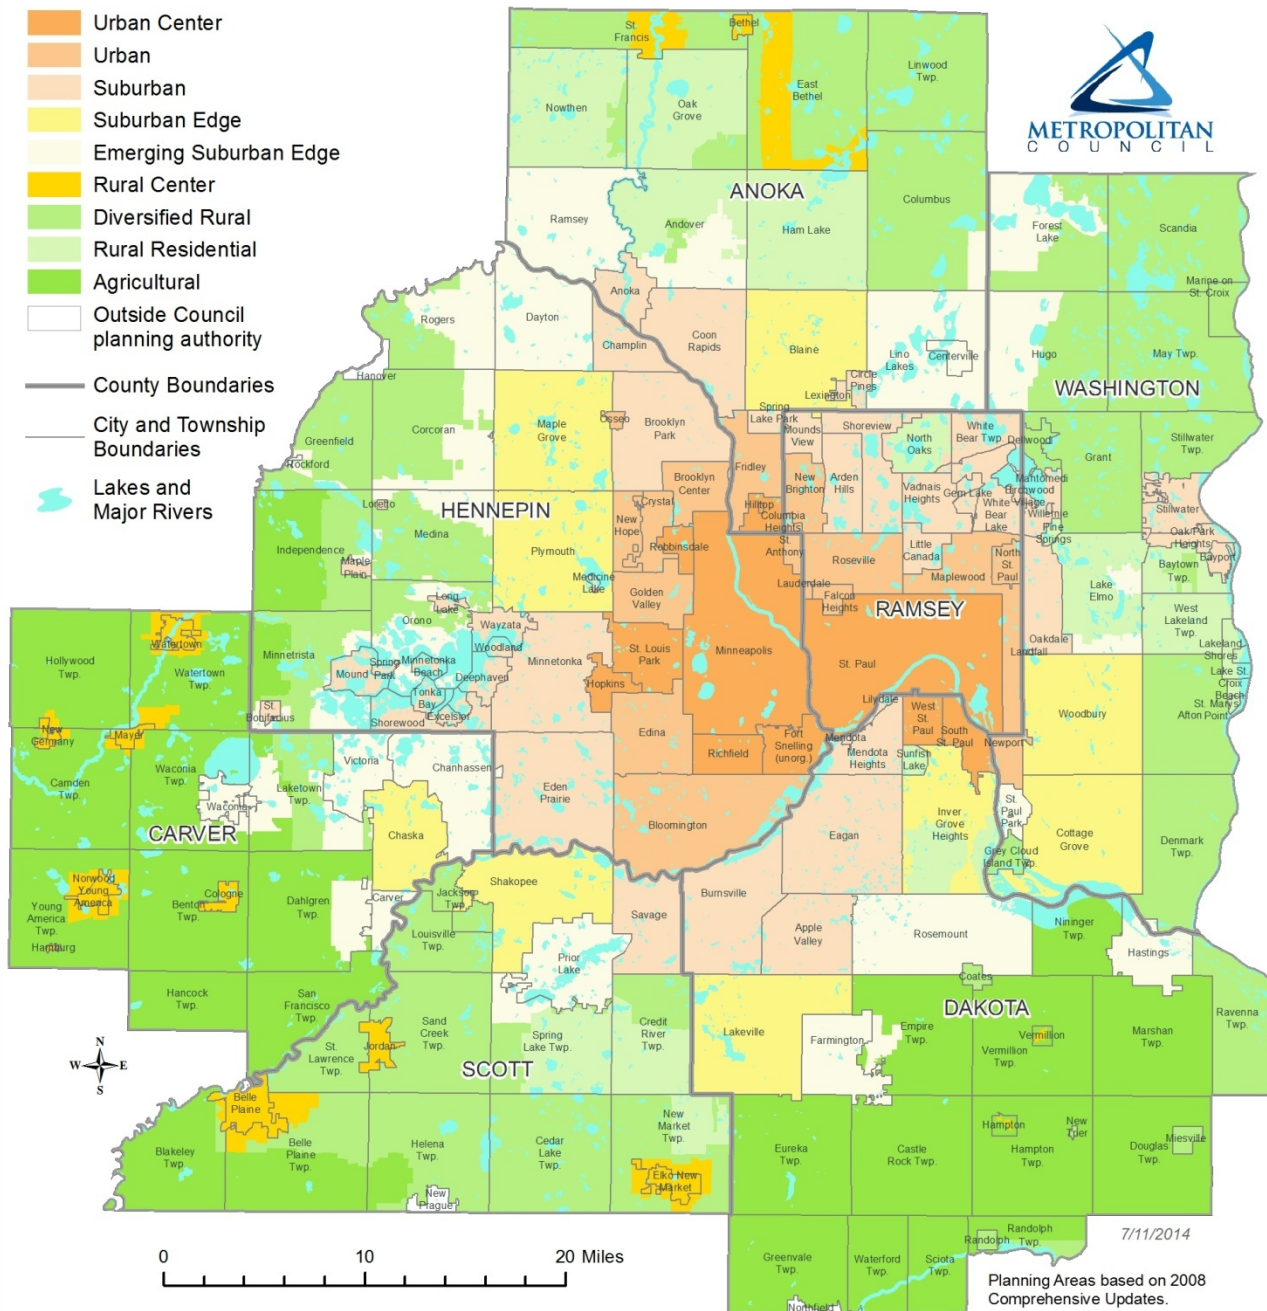 Urban Center
Urban
Suburban
Suburban Edge
Emerging Suburban Edge
Rural Center
Diversified Rural
Rural Residential
Agricultural
Outside Council
planning authority
County Boundaries
City and Township
Boundaries
Lakes and
Major Rivers
METROPOLITAN
COUNCIL
St.
Francis
Bethel
East
Bethel
Linwood
Twp.
Nowthen
Oak
Grove
ANOKA
Columbus
Ramsey
Andover
Ham Lake
Forest
Lake
Scandia
Marine on
St. Croix
Anoka
Rogers
Dayton
Champlin
Coon
Rapids
Blaine
Lino
Lakes
Centerville
Circle
Pines
Lexington
Hugo
May Twp.
WASHINGTON
Hanover
Corcoran
Greenfield
Rockford
Maple
Grove
Osseo
Brooklyn
Park
Spring
Lake Park
Mounds
View
Shoreview
North
Oaks
White
Bear Twp.
Dellwood
Grant
Stillwater
Twp.
Fridley
New
Brighton
Arden
Hills
Vadnais
Heights
Gem Lake
White
Bear
Lake
Mahtomedi
Birchwood
Village
Willernie
Pine
Springs
Stillwater
Oak Park
Heights
Bayport
Brooklyn
Center
Crystal
New
Hope
Hilltop
Columbia
Heights
Robbinsdale
St.
Anthony
HENNEPIN
Loretto
Medina
Independence
Maple
Plain
Plymouth
Medicine
Lake
Golden
Valley
Roseville
Little
Canada
North
St.
Paul
Maplewood
Lauderdale
Falcon
Heights
RAMSEY
Lake
Elmo
Baytown
Twp.
West
Lakeland
Twp.
Long
Lake
Orono
Wayzata
Woodland
Minnetrista
Mound
Spring
Park
Minnetonka
Beach
Deephaven
Tonka
Bay
Excelsior
Shorewood
Minnetonka
St. Louis
Park
Hopkins
Minneapolis
St. Paul
Oakdale
Landfall
Lakeland
Shores
Lake St.
Croix
Beach
St. Marys
Point
Afton
Hollywood
Twp.
Watertown
Watertown
Twp.
St.
Bonifacius
New
Germany
Mayer
Camden
Twp.
Waconia
Twp.
Waconia
Laketown
Twp.
Victoria
Chanhassen
Eden
Prairie
Edina
Richfield
Fort
Snelling
(unorg.)
Lilydale
Mendota
Mendota
Heights
West
St.
Paul
South
St. Paul
Sunfish
Lake
Newport
Woodbury
CARVER
Chaska
Bloomington
Eagan
Inver
Grove
Heights
St.
Paul
Park
Grey Cloud
Island Twp.
Cottage
Grove
Denmark
Twp.
Norwood
Young
America
Young
America
Twp.
Hamburg
Cologne
Benton
Twp.
Dahlgren
Twp.
Carver
Jackson
Twp.
Shakopee
Louisville
Twp.
Savage
Burnsville
Apple
Valley
Rosemount
Nininger
Twp.
Hastings
Prior
Lake
Hancock
Twp.
San
Francisco
Twp.
Coates
DAKOTA
Sand
Creek
Twp.
St.
Lawrence
Twp.
Jordan
Spring
Lake Twp.
Credit
River
Twp.
SCOTT
Lakeville
Farmington
Empire
Twp.
Vermillion
Vermillion
Twp.
Marshan
Twp.
Ravenna
Twp.
N
W
E
S
Belle
Plaine
Belle
Plaine Twp.
Blakeley
Twp.
Helena
Twp.
Cedar
Lake
Twp.
New
Market
Twp.
Elko New
Market
New
Prague
Eureka
Twp.
Castle
Rock Twp.
Hampton
Hampton
Twp.
New
Trier
Douglas
Twp.
Miesville
Randolph
Randolph
Twp.
Greenvale
Twp.
Waterford
Twp.
Sciota
Twp.
Northfield
0
10
20 Miles
7/11/2014
Planning Areas based on 2008
Comprehensive Updates.